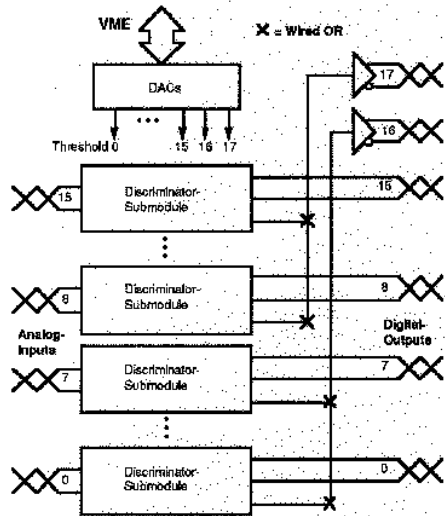 VME
= Wired OR
17
DACs
16
Threshold 0
15 16 17
15
Discriminator-
Submodule
15
8
Discriminator-
Submodule
8
Analog-
Inputs
Digital-
Outputs
7
Discriminator-
Submodule
7
0
Discriminator-
Submodule
0